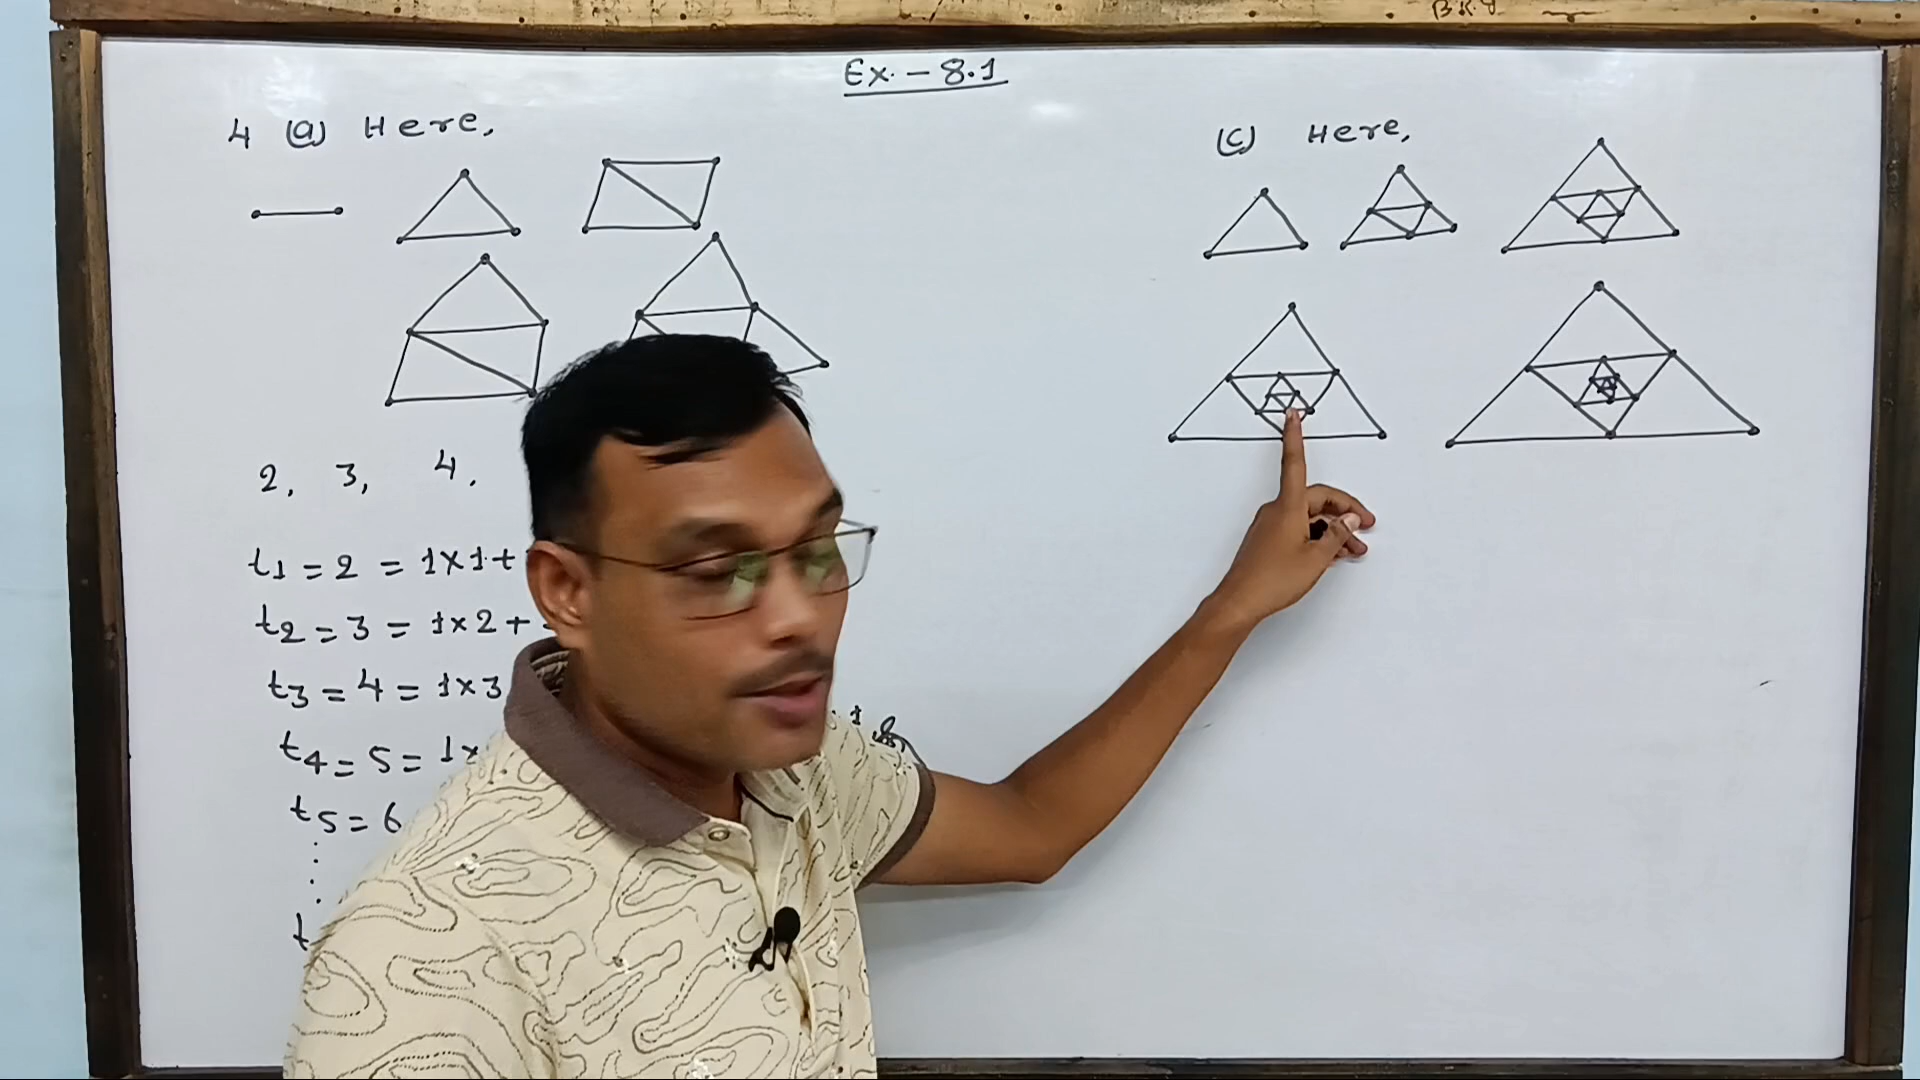 B.K.Y
Ex. – 8.1
4 (a) Here,
2, 3, 4,
t1 = 2 = 1×1+
t2 = 3 = 1×2+
t3 = 4 = 1×3
t4 = 5 = 1×
t5 = 6
t
(c) Here,